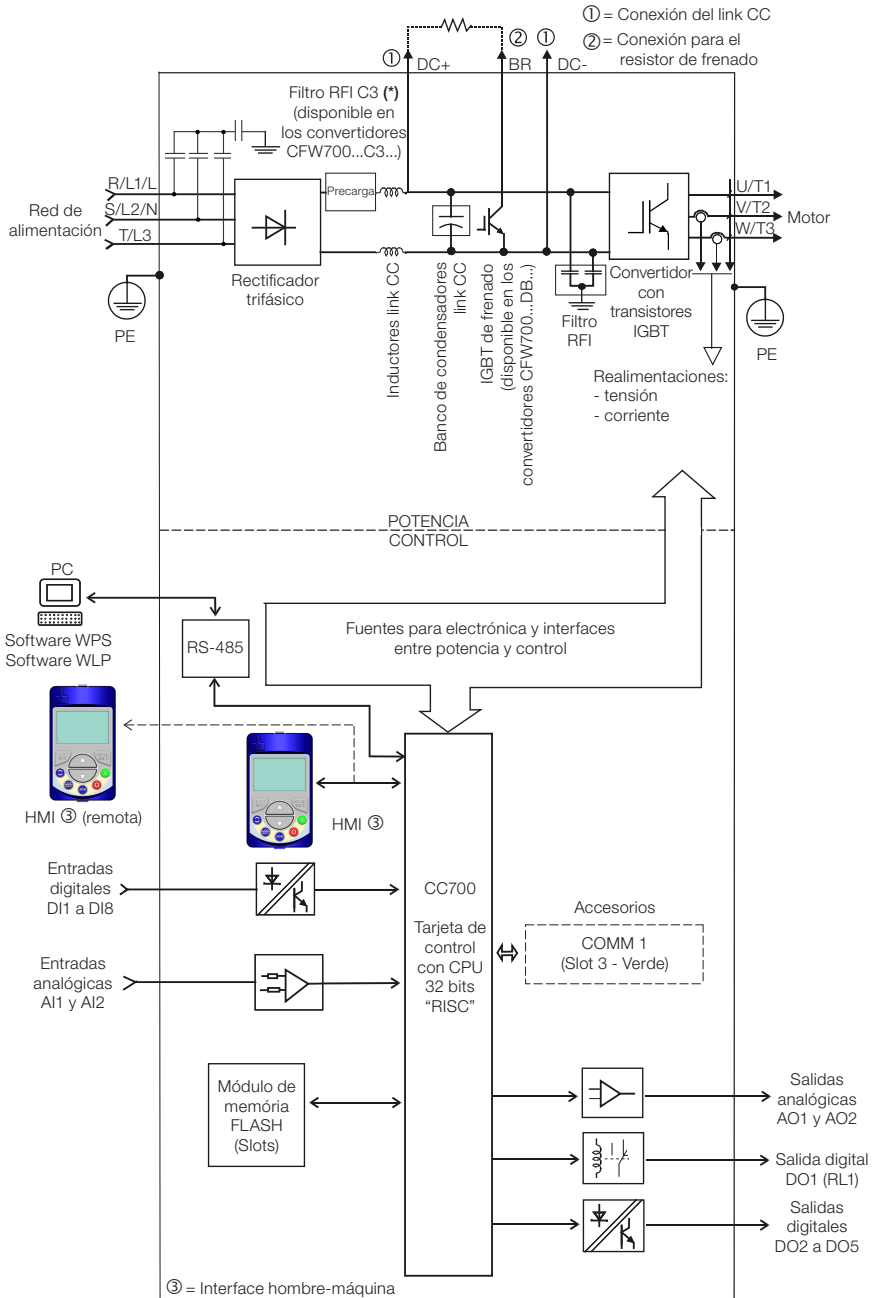 ① = Conexión del link CC
② = Conexión para el
resistor de frenado
① DC+
② BR
① DC-
Filtro RFI C3 (*)
(disponible en
los convertidores
CFW700...C3...)
Red de
alimentación
R/L1/L
S/L2/N
T/L3
PE
Rectificador
trifásico
Precarga
Inductores link CC
Banco de condensadores
link CC
IGBT de frenado
(disponible en los
convertidores CFW700...DB...)
Filtro
RFI
Convertidor
con
transistores
IGBT
U/T1
V/T2
W/T3
Motor
PE
Realimentaciones:
- tensión
- corriente
POTENCIA
CONTROL
PC
Software WPS
Software WLP
RS-485
Fuentes para electrónica y interfaces
entre potencia y control
HMI ③ (remota)
HMI ③
Entradas
digitales
DI1 a DI8
Entradas
analógicas
AI1 y AI2
Módulo de
memória
FLASH
(Slots)
CC700
Tarjeta de
control
con CPU
32 bits
“RISC”
Accesorios
COMM 1
(Slot 3 - Verde)
Salidas
analógicas
AO1 y AO2
Salida digital
DO1 (RL1)
Salidas
digitales
DO2 a DO5
③ = Interface hombre-máquina